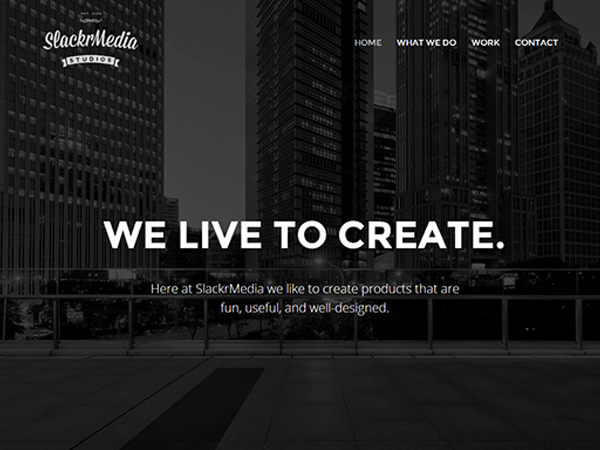 SlackrMedia
STUDIOS
HOME WHAT WE DO WORK CONTACT
WE LIVE TO CREATE.
Here at SlackrMedia we like to create products that are
fun, useful, and well-designed.